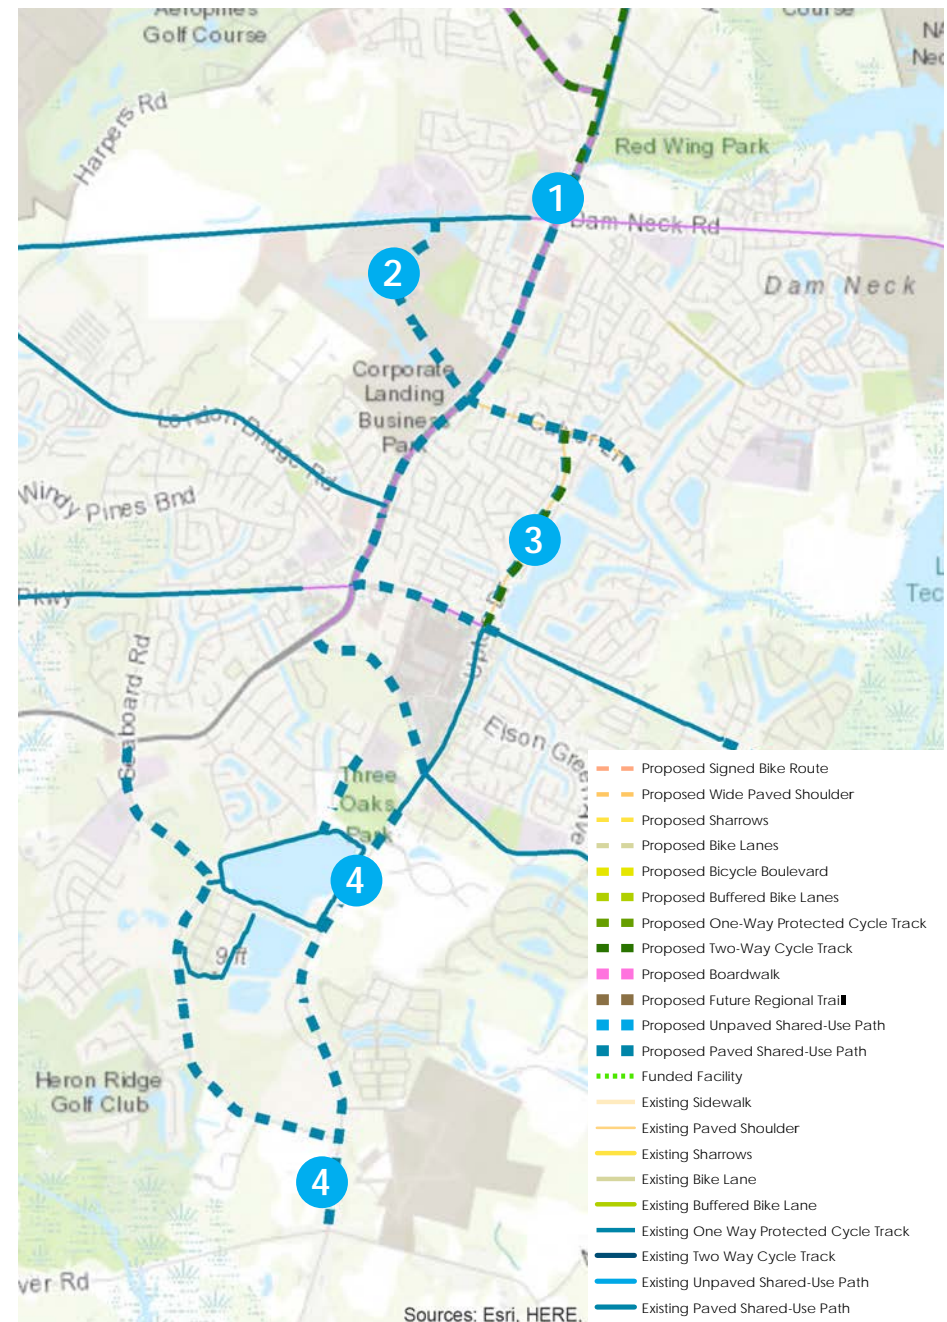 Aeropines
Golf Course
Course
NA
Nec
Harpers Rd
Red Wing Park
1
Dam Neck Rd
2
Dam Neck
Corporate
Landing
Business
Park
London Bridge Rd
Windy Pines Bnd
3
L
Tec
Pkwy
Seaboard Rd
Elson Green Ave
Three
Oaks
Park
4
9 ft
Heron Ridge
Golf Club
4
ver Rd
Sources: Esri, HERE,
Proposed Signed Bike Route
Proposed Wide Paved Shoulder
Proposed Sharrows
Proposed Bike Lanes
Proposed Bicycle Boulevard
Proposed Buffered Bike Lanes
Proposed One-Way Protected Cycle Track
Proposed Two-Way Cycle Track
Proposed Boardwalk
Proposed Future Regional Trail
Proposed Unpaved Shared-Use Path
Proposed Paved Shared-Use Path
Funded Facility
Existing Sidewalk
Existing Paved Shoulder
Existing Sharrows
Existing Bike Lane
Existing Buffered Bike Lane
Existing One Way Protected Cycle Track
Existing Two Way Cycle Track
Existing Unpaved Shared-Use Path
Existing Paved Shared-Use Path